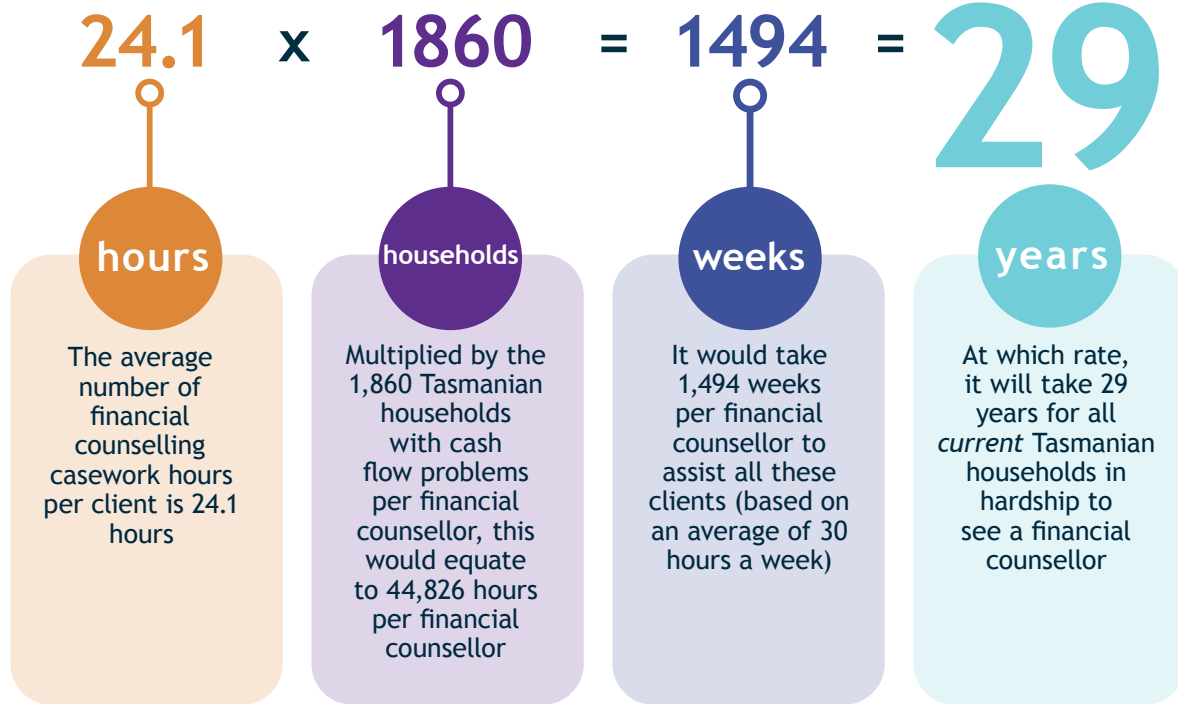 24.1 x 1860 = 1494 = 29
hours
The average
number of
financial
counselling
casework hours
per client is 24.1
hours
households
Multiplied by the
1,860 Tasmanian
households
with cash
flow problems
per financial
counsellor, this
would equate
to 44,826 hours
per financial
counsellor
weeks
It would take
1,494 weeks
per financial
counsellor to
assist all these
clients (based on
an average of 30
hours a week)
years
At which rate,
it will take 29
years for all
current Tasmanian
households in
hardship to
see a financial
counsellor